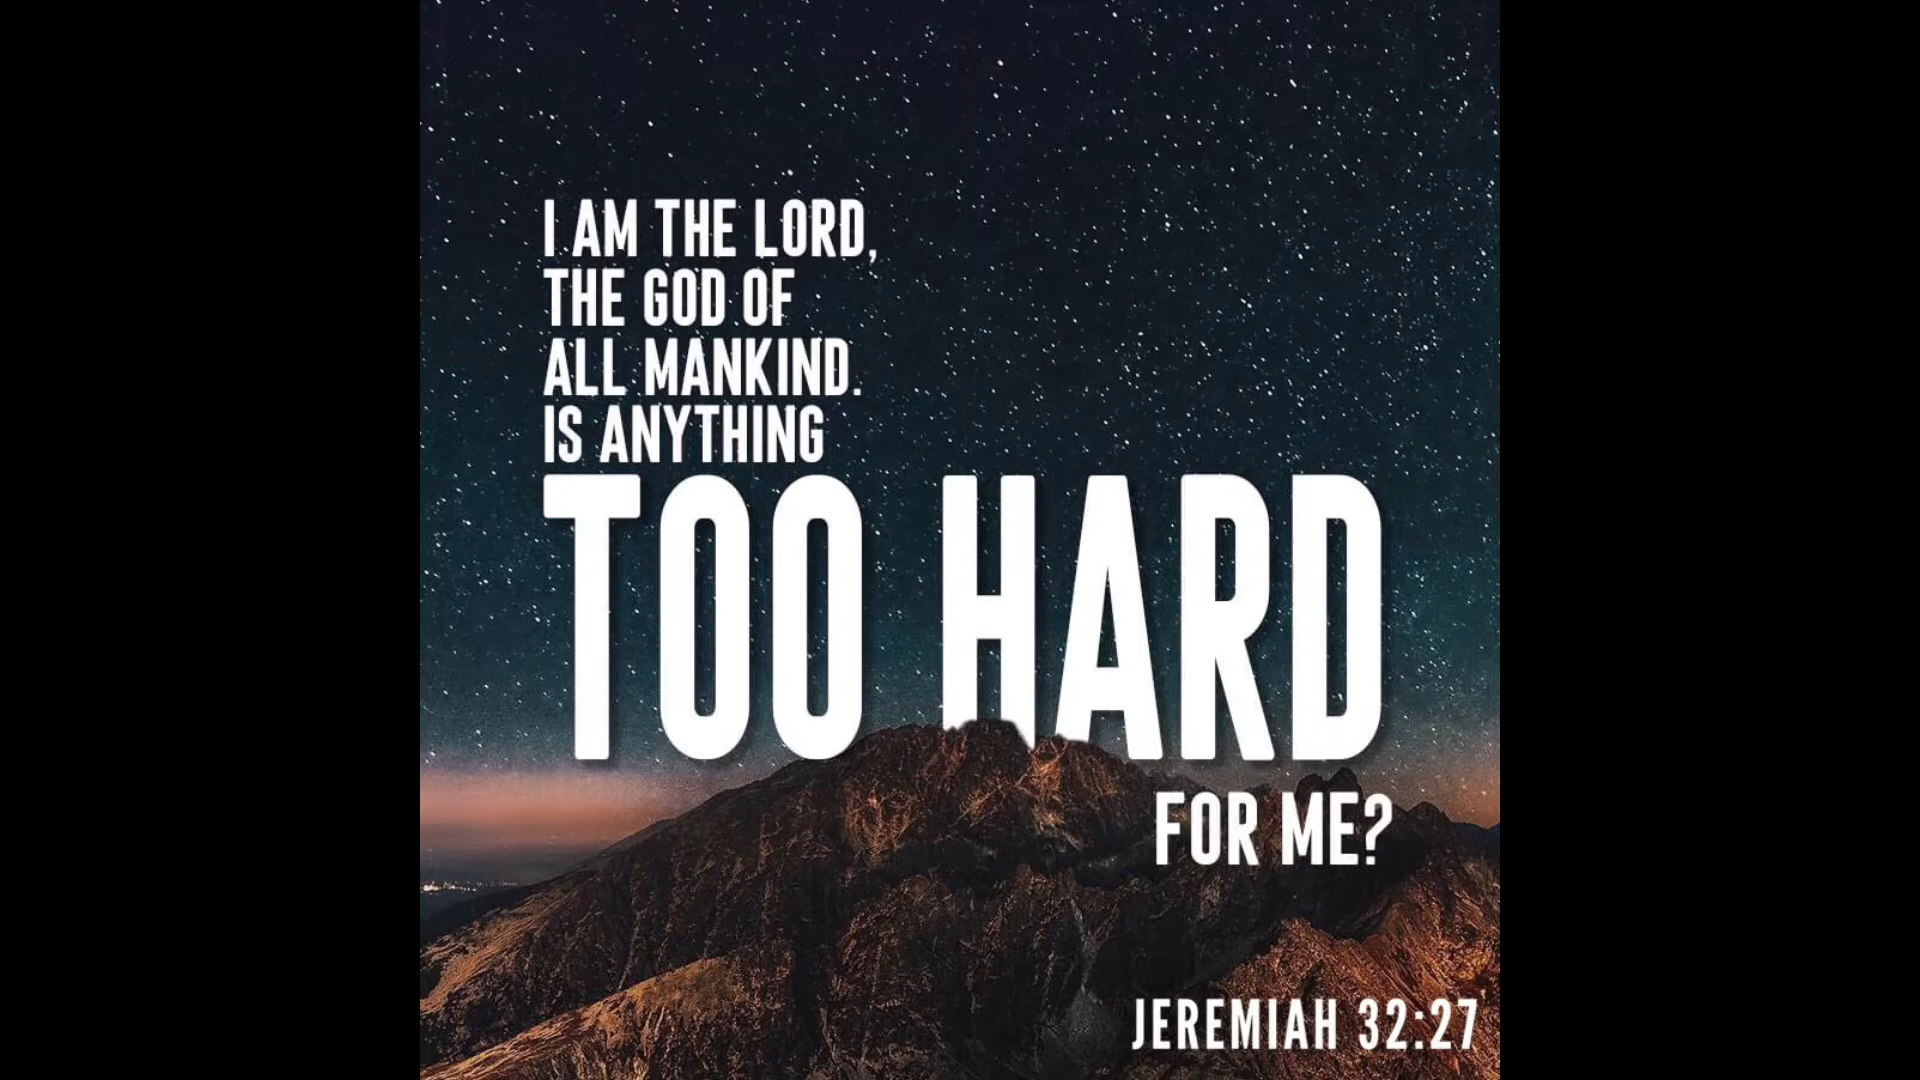 I AM THE LORD,
THE GOD OF
ALL MANKIND.
IS ANYTHING
TOO HARD
FOR ME?
JEREMIAH 32:27